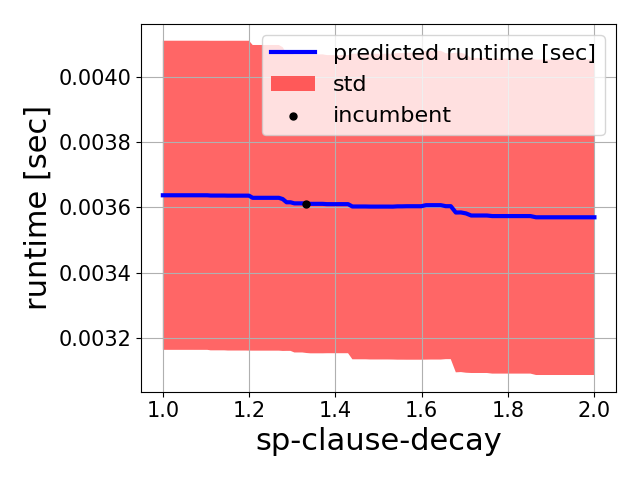 predicted runtime [sec]
std
incumbent
0.0040
0.0038
0.0036
0.0034
0.0032
runtime [sec]
1.0 1.2 1.4 1.6 1.8 2.0
sp-clause-decay